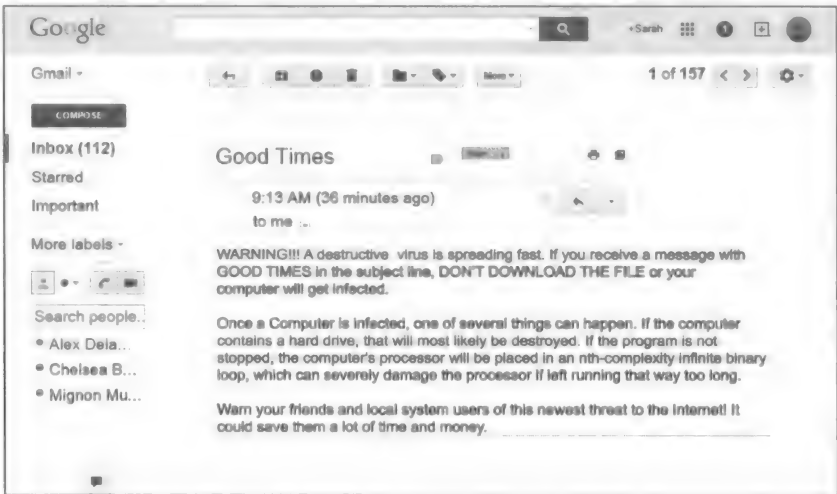 Google
+Sarah
1
Gmail
More
1 of 157
COMPOSE
Inbox (112)
Starred
Important
More labels
Search people...
Alex Dela...
Chelsea B...
Mignon Mu...
Good Times
9:13 AM (36 minutes ago)
to me
WARNING!!! A destructive virus is spreading fast. If you receive a message with
GOOD TIMES in the subject line, DON'T DOWNLOAD THE FILE or your
computer will get infected.
Once a Computer is infected, one of several things can happen. If the computer
contains a hard drive, that will most likely be destroyed. If the program is not
stopped, the computer's processor will be placed in an nth-complexity infinite binary
loop, which can severely damage the processor if left running that way too long.
Warn your friends and local system users of this newest threat to the Internet! It
could save them a lot of time and money.